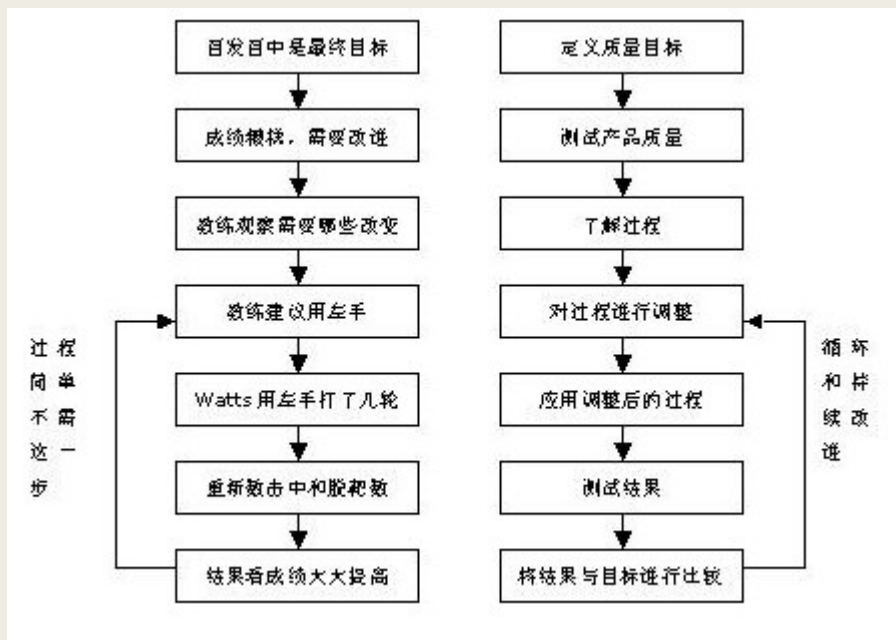 百发百中是最终目标
成绩糟糕，需要改进
教练观察需要哪些改变
教练建议用左手
Watts 用左手打了几轮
重新数击中和脱靶数
结果看成绩大大提高
过程
简单
不需
这一
步
定义质量目标
测试产品质量
了解过程
对过程进行调整
应用调整后的过程
测试结果
将结果与目标进行比较
循环
和持
续改
进